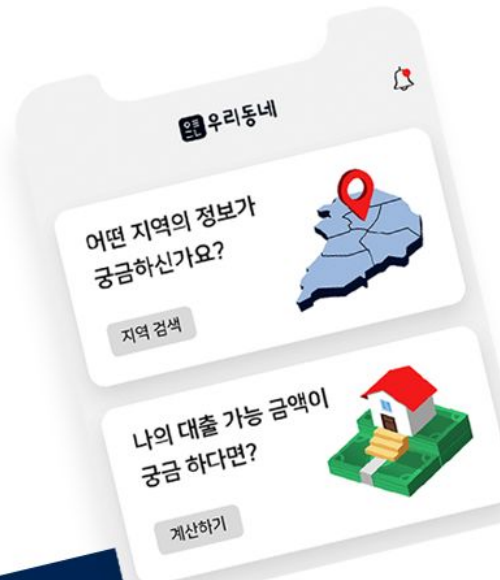 오른 우리동네
어떤 지역의 정보가
궁금하신가요?
지역 검색
나의 대출 가능 금액이
궁금 하다면?
계산하기